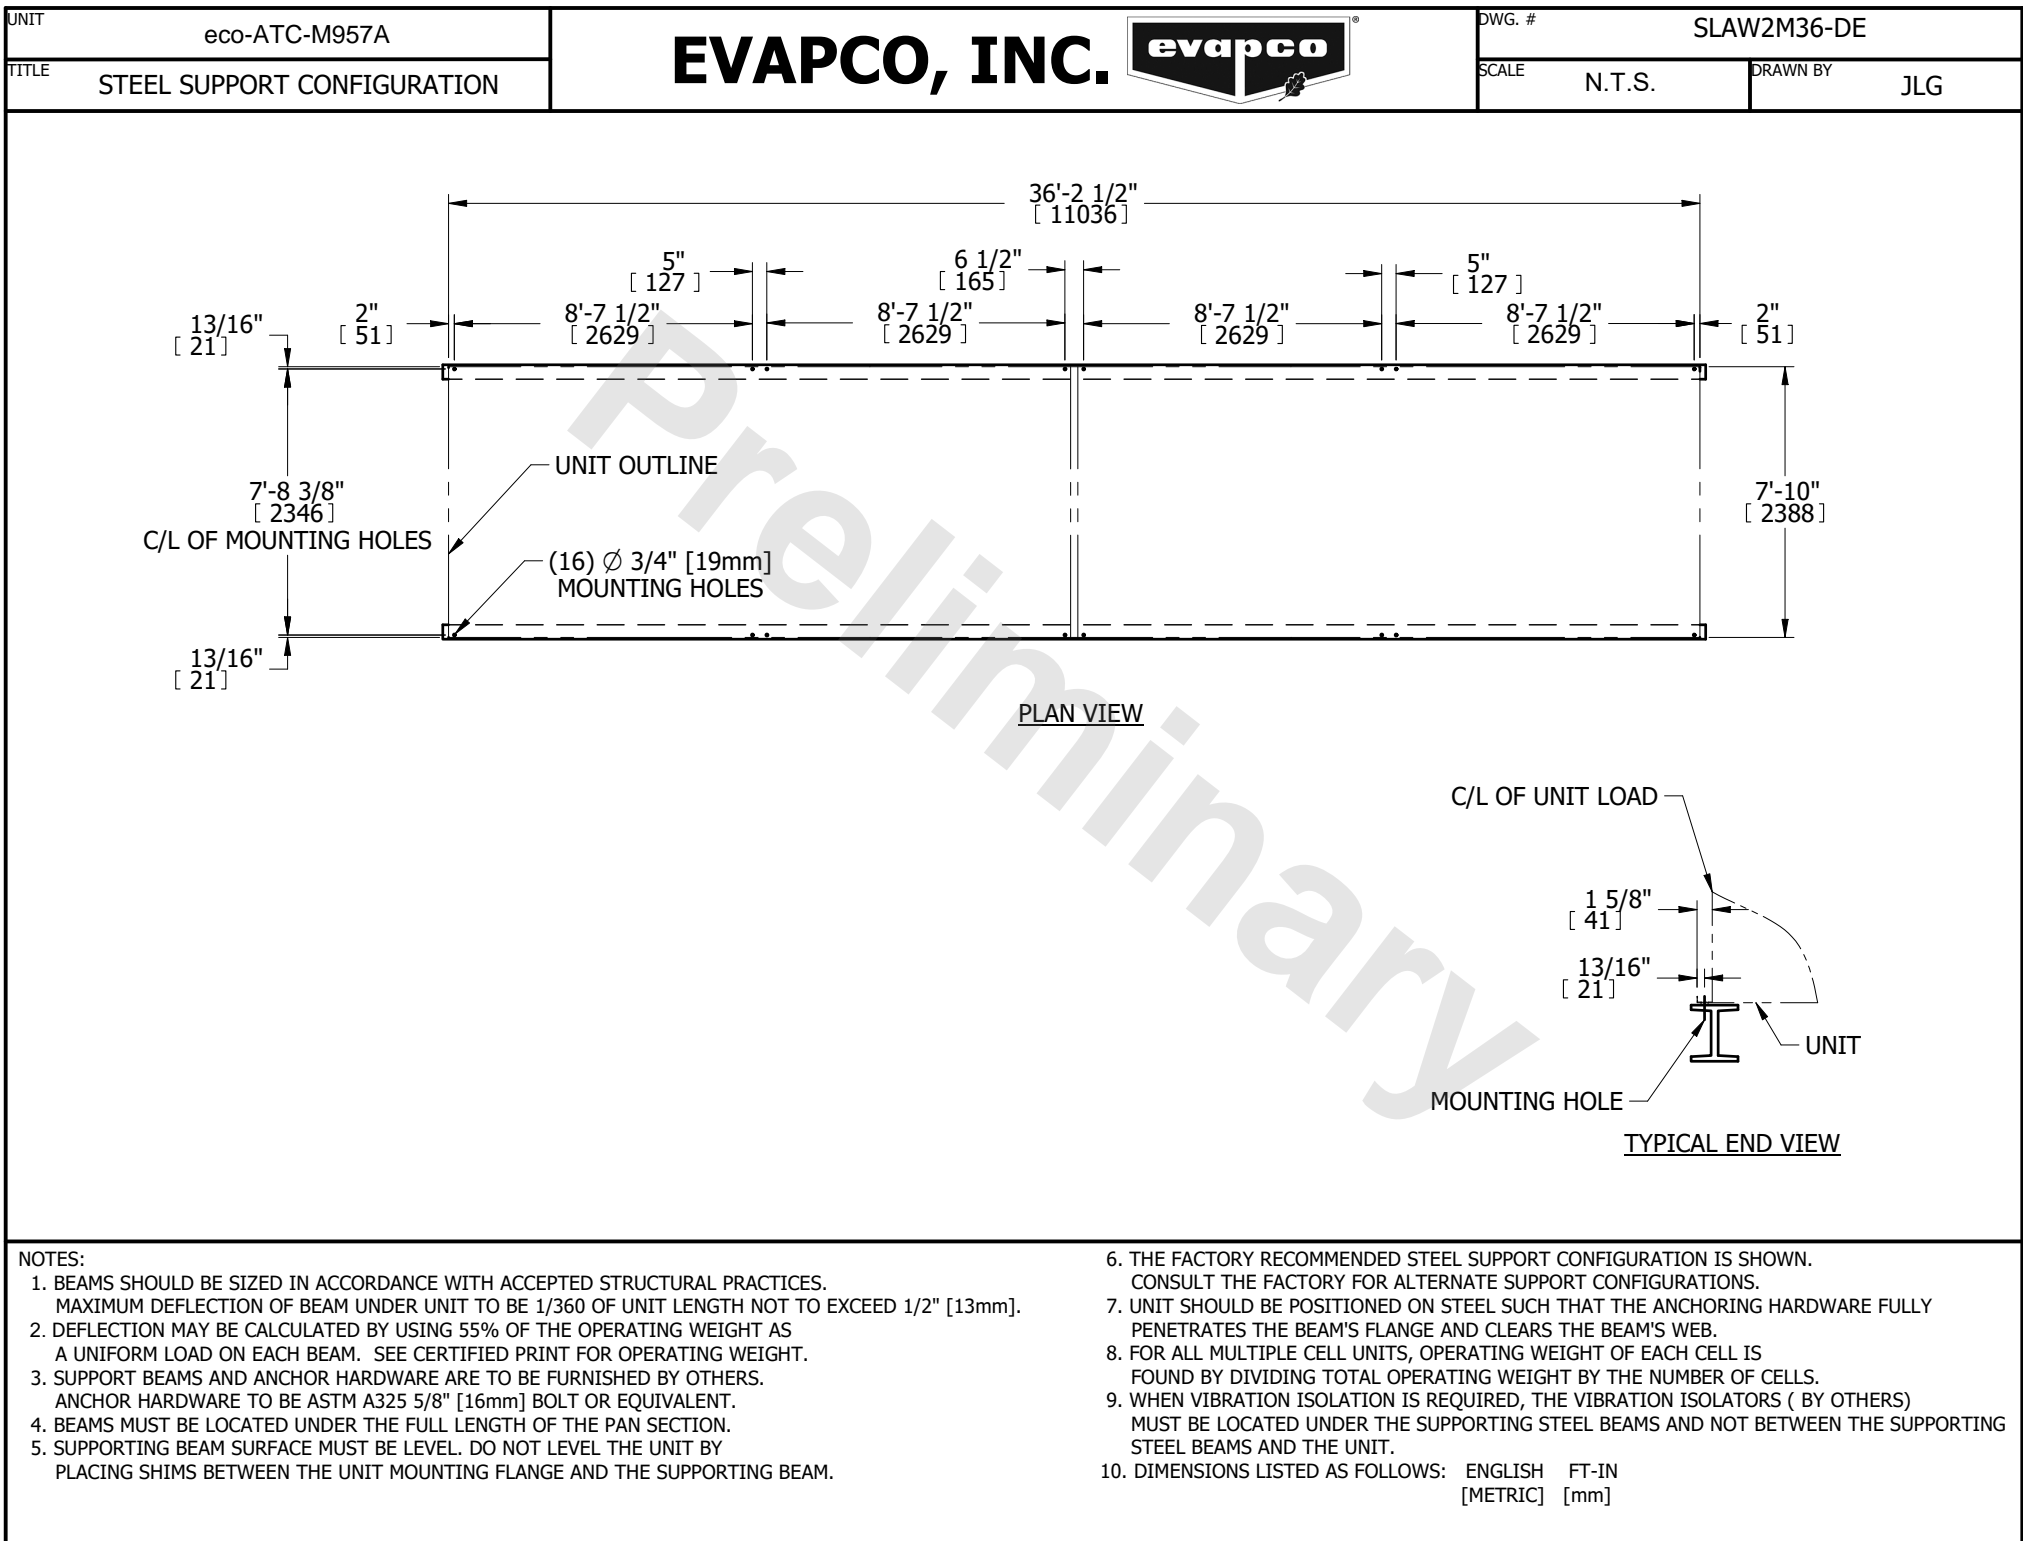 UNIT
eco-ATC-M957A
TITLE
STEEL SUPPORT CONFIGURATION
EVAPCO, INC.
evapco
®
DWG. #
SLAW2M36-DE
SCALE
N.T.S.
DRAWN BY
JLG
36'-2 1/2"
[ 11036 ]
5"
[ 127 ]
6 1/2"
[ 165 ]
5"
[ 127 ]
13/16"
[ 21 ]
2"
[ 51 ]
8'-7 1/2"
[ 2629 ]
8'-7 1/2"
[ 2629 ]
8'-7 1/2"
[ 2629 ]
8'-7 1/2"
[ 2629 ]
2"
[ 51 ]
UNIT OUTLINE
7'-8 3/8"
[ 2346 ]
C/L OF MOUNTING HOLES
7'-10"
[ 2388 ]
(16) Ø 3/4" [19mm]
MOUNTING HOLES
13/16"
[ 21 ]
PLAN VIEW
Preliminary
C/L OF UNIT LOAD
1 5/8"
[ 41 ]
13/16"
[ 21 ]
UNIT
MOUNTING HOLE
TYPICAL END VIEW
NOTES:
1. BEAMS SHOULD BE SIZED IN ACCORDANCE WITH ACCEPTED STRUCTURAL PRACTICES.
MAXIMUM DEFLECTION OF BEAM UNDER UNIT TO BE 1/360 OF UNIT LENGTH NOT TO EXCEED 1/2" [13mm].
2. DEFLECTION MAY BE CALCULATED BY USING 55% OF THE OPERATING WEIGHT AS
A UNIFORM LOAD ON EACH BEAM. SEE CERTIFIED PRINT FOR OPERATING WEIGHT.
3. SUPPORT BEAMS AND ANCHOR HARDWARE ARE TO BE FURNISHED BY OTHERS.
ANCHOR HARDWARE TO BE ASTM A325 5/8" [16mm] BOLT OR EQUIVALENT.
4. BEAMS MUST BE LOCATED UNDER THE FULL LENGTH OF THE PAN SECTION.
5. SUPPORTING BEAM SURFACE MUST BE LEVEL. DO NOT LEVEL THE UNIT BY
PLACING SHIMS BETWEEN THE UNIT MOUNTING FLANGE AND THE SUPPORTING BEAM.
6. THE FACTORY RECOMMENDED STEEL SUPPORT CONFIGURATION IS SHOWN.
CONSULT THE FACTORY FOR ALTERNATE SUPPORT CONFIGURATIONS.
7. UNIT SHOULD BE POSITIONED ON STEEL SUCH THAT THE ANCHORING HARDWARE FULLY
PENETRATES THE BEAM'S FLANGE AND CLEARS THE BEAM'S WEB.
8. FOR ALL MULTIPLE CELL UNITS, OPERATING WEIGHT OF EACH CELL IS
FOUND BY DIVIDING TOTAL OPERATING WEIGHT BY THE NUMBER OF CELLS.
9. WHEN VIBRATION ISOLATION IS REQUIRED, THE VIBRATION ISOLATORS ( BY OTHERS)
MUST BE LOCATED UNDER THE SUPPORTING STEEL BEAMS AND NOT BETWEEN THE SUPPORTING
STEEL BEAMS AND THE UNIT.
10. DIMENSIONS LISTED AS FOLLOWS: ENGLISH FT-IN
[METRIC] [mm]